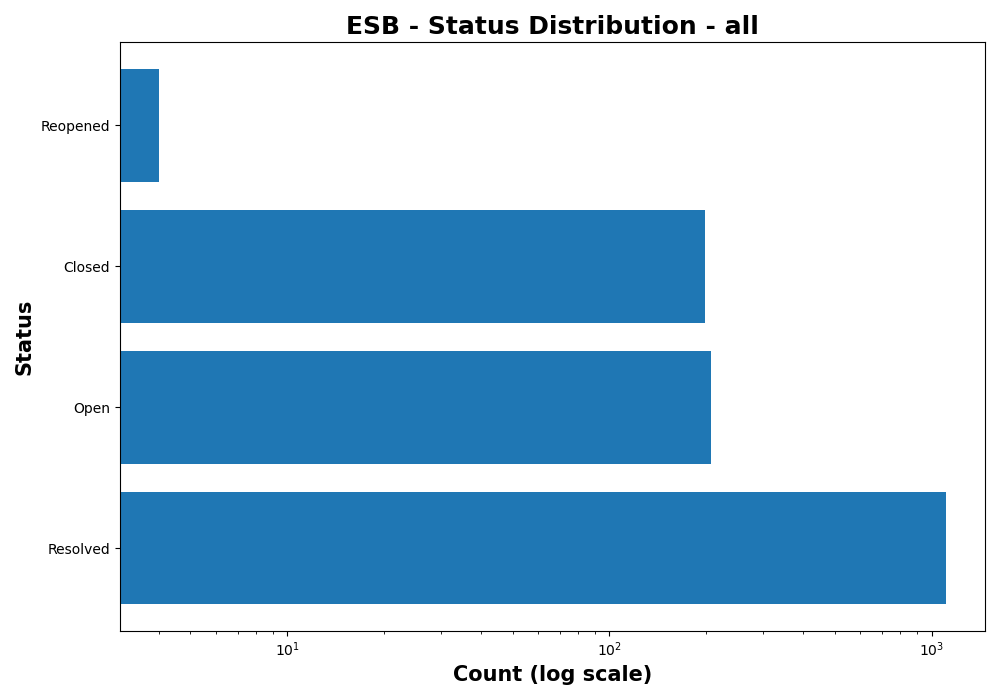 ESB - Status Distribution - all
Reopened
Closed
Open
Resolved
Status
10¹
10²
10³
Count (log scale)